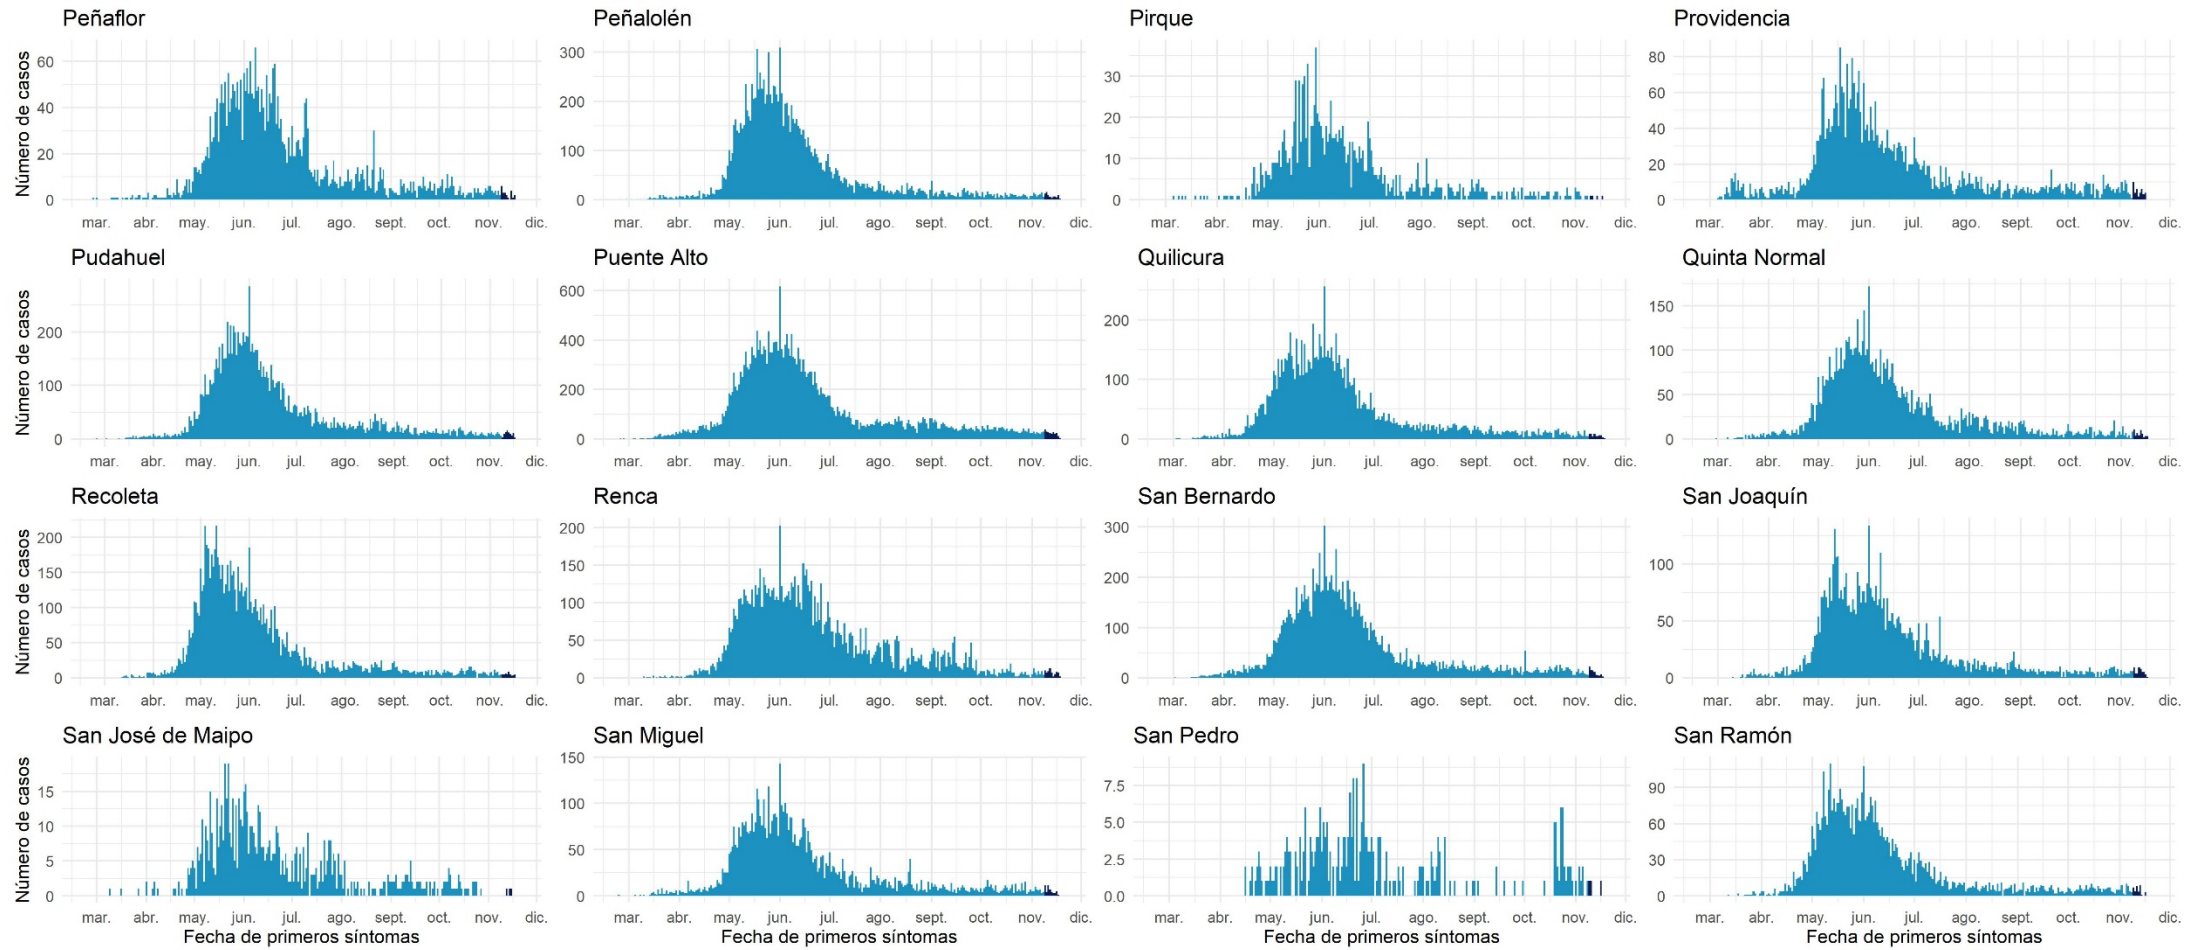 Peñaflor
Número de casos
60
40
20
0
mar. abr. may. jun. jul. ago. sept. oct. nov. dic.
Peñalolén
300
200
100
0
mar. abr. may. jun. jul. ago. sept. oct. nov. dic.
Pirque
30
20
10
0
mar. abr. may. jun. jul. ago. sept. oct. nov. dic.
Providencia
80
60
40
20
0
mar. abr. may. jun. jul. ago. sept. oct. nov. dic.
Pudahuel
Número de casos
200
100
0
mar. abr. may. jun. jul. ago. sept. oct. nov. dic.
Puente Alto
600
400
200
0
mar. abr. may. jun. jul. ago. sept. oct. nov. dic.
Quilicura
200
100
0
mar. abr. may. jun. jul. ago. sept. oct. nov. dic.
Quinta Normal
150
100
50
0
mar. abr. may. jun. jul. ago. sept. oct. nov. dic.
Recoleta
Número de casos
200
150
100
50
0
mar. abr. may. jun. jul. ago. sept. oct. nov. dic.
Renca
200
150
100
50
0
mar. abr. may. jun. jul. ago. sept. oct. nov. dic.
San Bernardo
300
200
100
0
mar. abr. may. jun. jul. ago. sept. oct. nov. dic.
San Joaquín
100
50
0
mar. abr. may. jun. jul. ago. sept. oct. nov. dic.
San José de Maipo
Número de casos
15
10
5
0
mar. abr. may. jun. jul. ago. sept. oct. nov. dic.
Fecha de primeros síntomas
San Miguel
150
100
50
0
mar. abr. may. jun. jul. ago. sept. oct. nov. dic.
Fecha de primeros síntomas
San Pedro
7.5
5.0
2.5
0.0
mar. abr. may. jun. jul. ago. sept. oct. nov. dic.
Fecha de primeros síntomas
San Ramón
90
60
30
0
mar. abr. may. jun. jul. ago. sept. oct. nov. dic.
Fecha de primeros síntomas